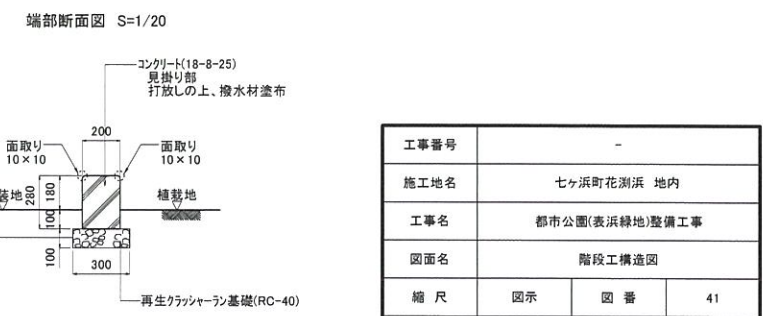 端部断面図 S=1/20
コンクリート(18-8-25)
見掛り部
打放しの上、撥水材塗布
200
面取り
10×10
面取り
10×10
装地
280
180
100
植栽地
100
300
再生クラッシャーラン基礎(RC-40)
工事番号 -
施工地名 七ヶ浜町花渕浜 地内
工事名 都市公園(表浜緑地)整備工事
図面名 階段工構造図
縮 尺 図示 図 番 41